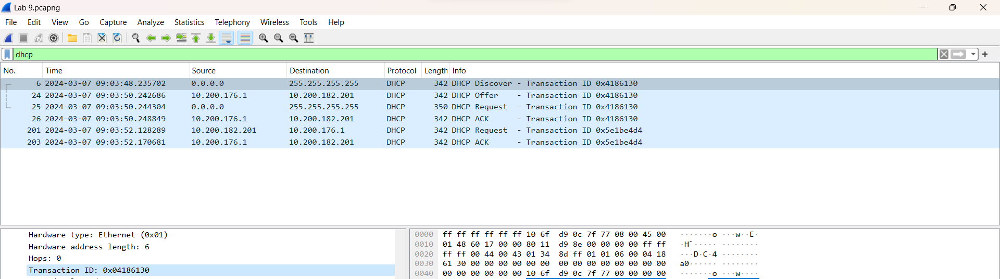 Lab 9.pcapng
File Edit View Go Capture Analyze Statistics Telephony Wireless Tools Help
dhcp
No. Time Source Destination Protocol Length Info
6 2024-03-07 09:03:48.235702 0.0.0.0 255.255.255.255 DHCP 342 DHCP Discover - Transaction ID 0x4186130
24 2024-03-07 09:03:50.242686 10.200.176.1 10.200.182.201 DHCP 342 DHCP Offer - Transaction ID 0x4186130
25 2024-03-07 09:03:50.244304 0.0.0.0 255.255.255.255 DHCP 350 DHCP Request - Transaction ID 0x4186130
26 2024-03-07 09:03:50.248849 10.200.176.1 10.200.182.201 DHCP 342 DHCP ACK - Transaction ID 0x4186130
201 2024-03-07 09:03:52.128289 10.200.182.201 10.200.176.1 DHCP 342 DHCP Request - Transaction ID 0x5e1be4d4
203 2024-03-07 09:03:52.170681 10.200.176.1 10.200.182.201 DHCP 342 DHCP ACK - Transaction ID 0x5e1be4d4
Hardware type: Ethernet (0x01)
Hardware address length: 6
Hops: 0
Transaction ID: 0x04186130
0000 ff ff ff ff ff ff 10 6f d9 0c 7f 77 08 00 45 00 ·······o ···w··E·
0010 01 48 60 17 00 00 80 11 d9 8e 00 00 00 00 ff ff ·H`····· ········
0020 ff ff 00 44 00 43 01 34 8d ff 01 01 06 00 04 18 ···D·C·4 ········
0030 61 30 00 00 00 00 00 00 00 00 00 00 00 00 00 00 a0······ ········
0040 00 00 00 00 00 00 10 6f d9 0c 7f 77 00 00 00 00 ·······o ···w····